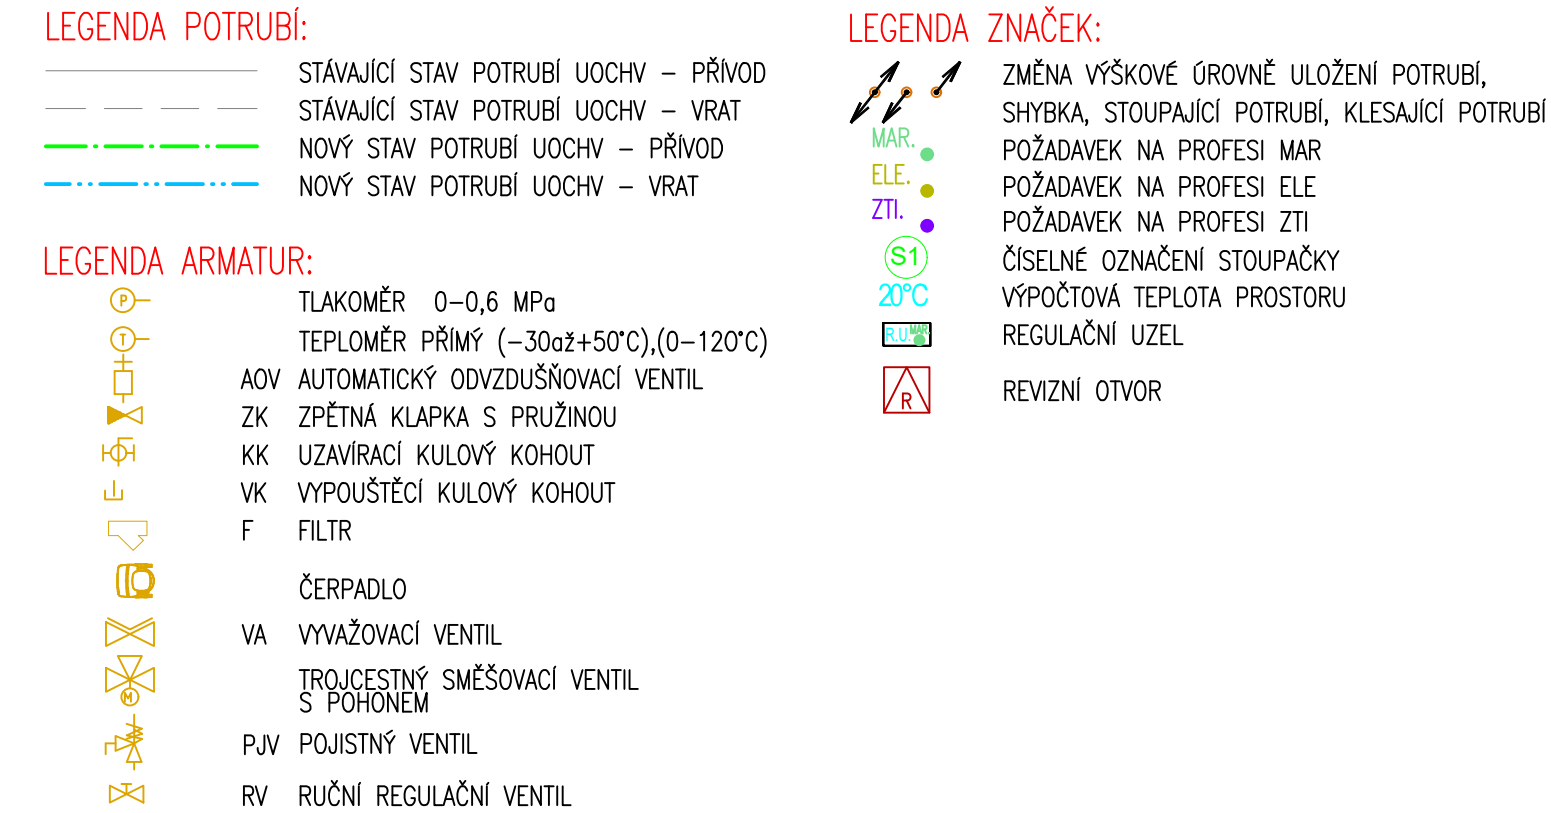 LEGENDA POTRUBÍ:
STÁVAJÍCÍ STAV POTRUBÍ UOCHV – PŘÍVOD
STÁVAJÍCÍ STAV POTRUBÍ UOCHV – VRAT
NOVÝ STAV POTRUBÍ UOCHV – PŘÍVOD
NOVÝ STAV POTRUBÍ UOCHV – VRAT
LEGENDA ARMATUR:
P TLAKOMĚR 0–0,6 MPa
T TEPLOMĚR PŘÍMÝ (–30až+50°C),(0–120°C)
AOV AUTOMATICKÝ ODVZDUŠŇOVACÍ VENTIL
ZK ZPĚTNÁ KLAPKA S PRUŽINOU
KK UZAVÍRACÍ KULOVÝ KOHOUT
VK VYPOUŠTĚCÍ KULOVÝ KOHOUT
F FILTR
ČERPADLO
VA VYVAŽOVACÍ VENTIL
TROJCESTNÝ SMĚŠOVACÍ VENTIL
M S POHONEM
PJV POJISTNÝ VENTIL
RV RUČNÍ REGULAČNÍ VENTIL
LEGENDA ZNAČEK:
ZMĚNA VÝŠKOVÉ ÚROVNĚ ULOŽENÍ POTRUBÍ,
SHYBKA, STOUPAJÍCÍ POTRUBÍ, KLESAJÍCÍ POTRUBÍ
MAR. POŽADAVEK NA PROFESI MAR
ELE. POŽADAVEK NA PROFESI ELE
ZTI. POŽADAVEK NA PROFESI ZTI
S1 ČÍSELNÉ OZNAČENÍ STOUPAČKY
20°C VÝPOČTOVÁ TEPLOTA PROSTORU
R.U. MAR. REGULAČNÍ UZEL
R REVIZNÍ OTVOR